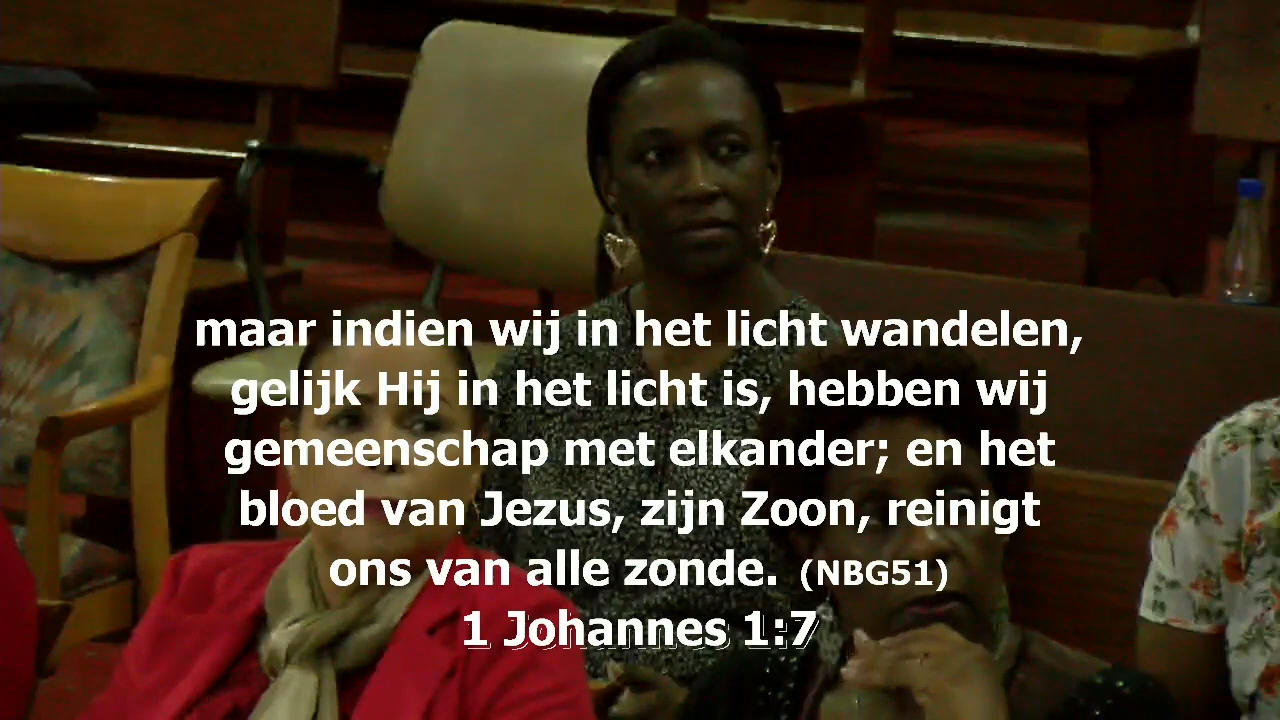 maar indien wij in het licht wandelen,
gelijk Hij in het licht is, hebben wij
gemeenschap met elkander; en het
bloed van Jezus, zijn Zoon, reinigt
ons van alle zonde. (NBG51)
1 Johannes 1:7